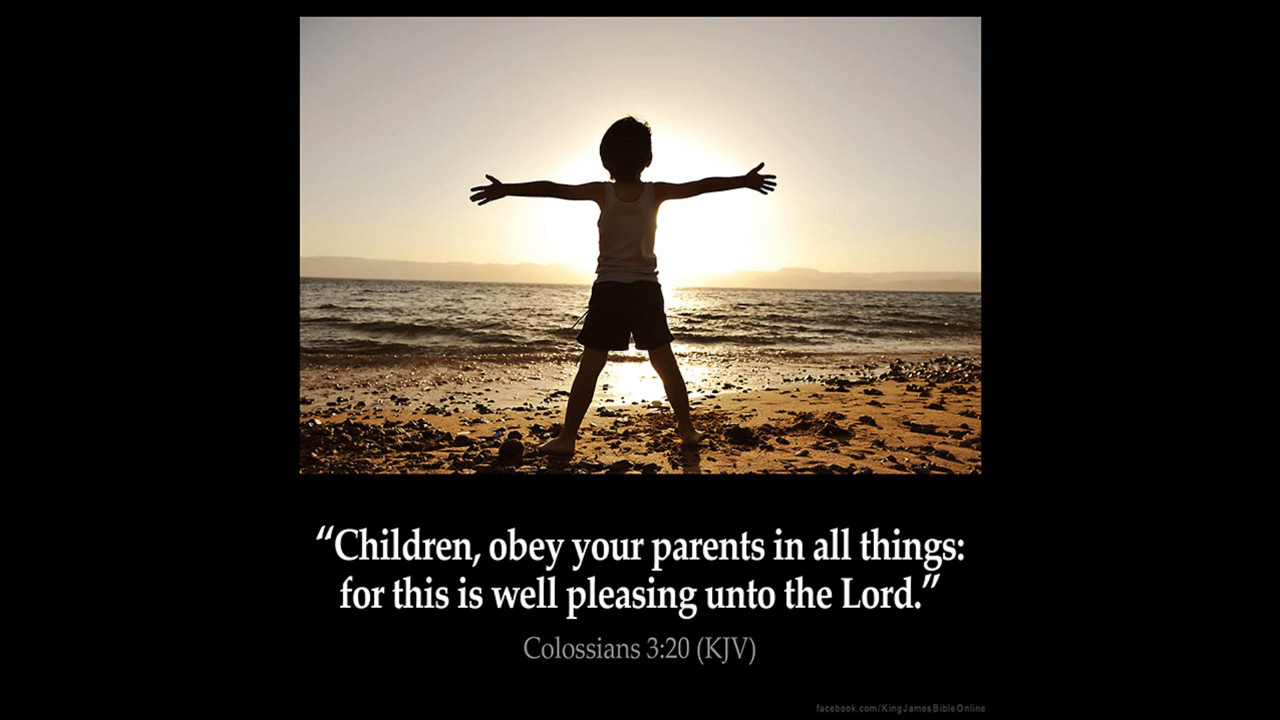 “Children, obey your parents in all things:
for this is well pleasing unto the Lord.”
Colossians 3:20 (KJV)
facebook.com/KingJamesBibleOnline